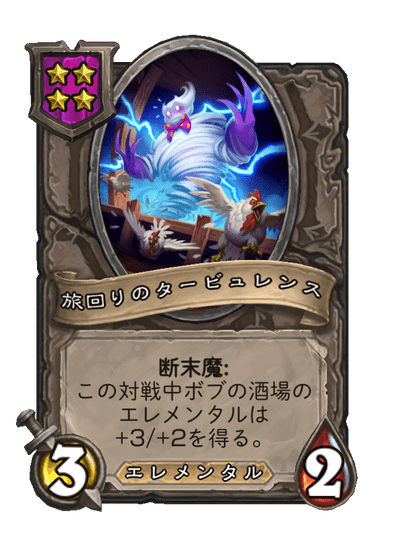 旅回りのタービュレンス
断末魔:
この対戦中ボブの酒場の
エレメンタルは
+3/+2を得る。
エレメンタル
3
2